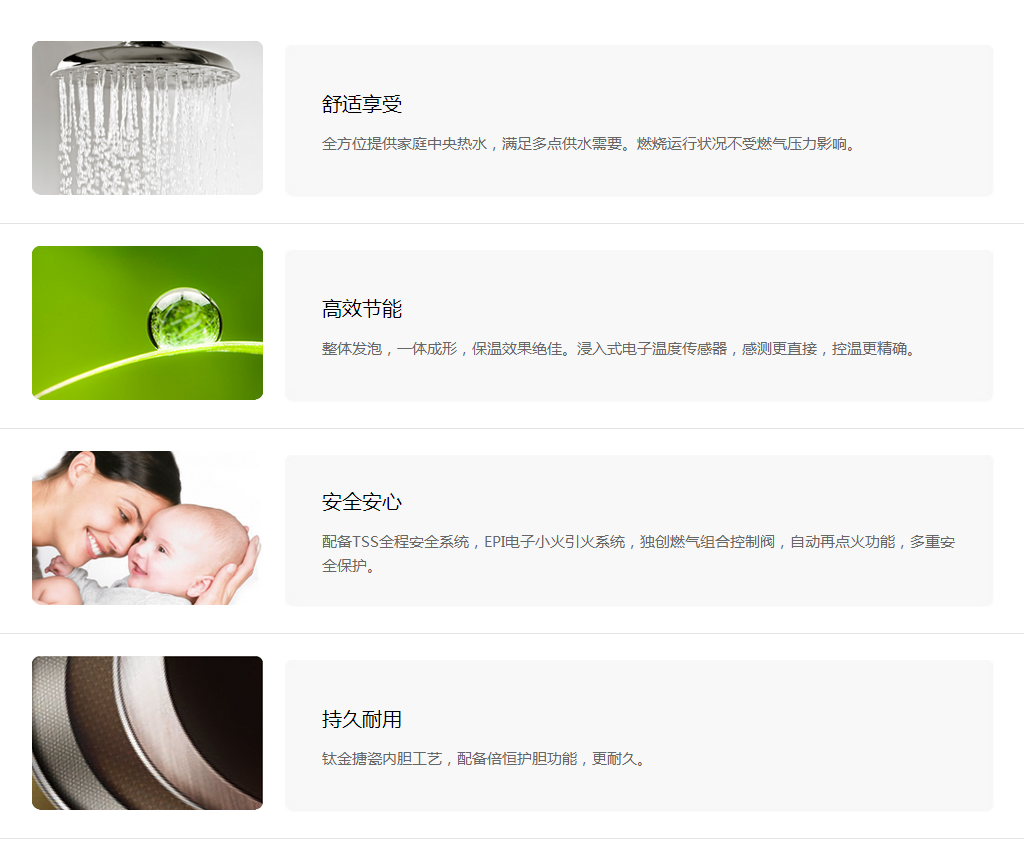 舒适享受
全方位提供家庭中央热水，满足多点供水需要。燃烧运行状况不受燃气压力影响。
高效节能
整体发泡，一体成形，保温效果绝佳。浸入式电子温度传感器，感测更直接，控温更精确。
安全安心
配备TSS全程安全系统，EPI电子小火引火系统，独创燃气组合控制阀，自动再点火功能，多重安
全保护。
持久耐用
钛金搪瓷内胆工艺，配备倍恒护胆功能，更耐久。